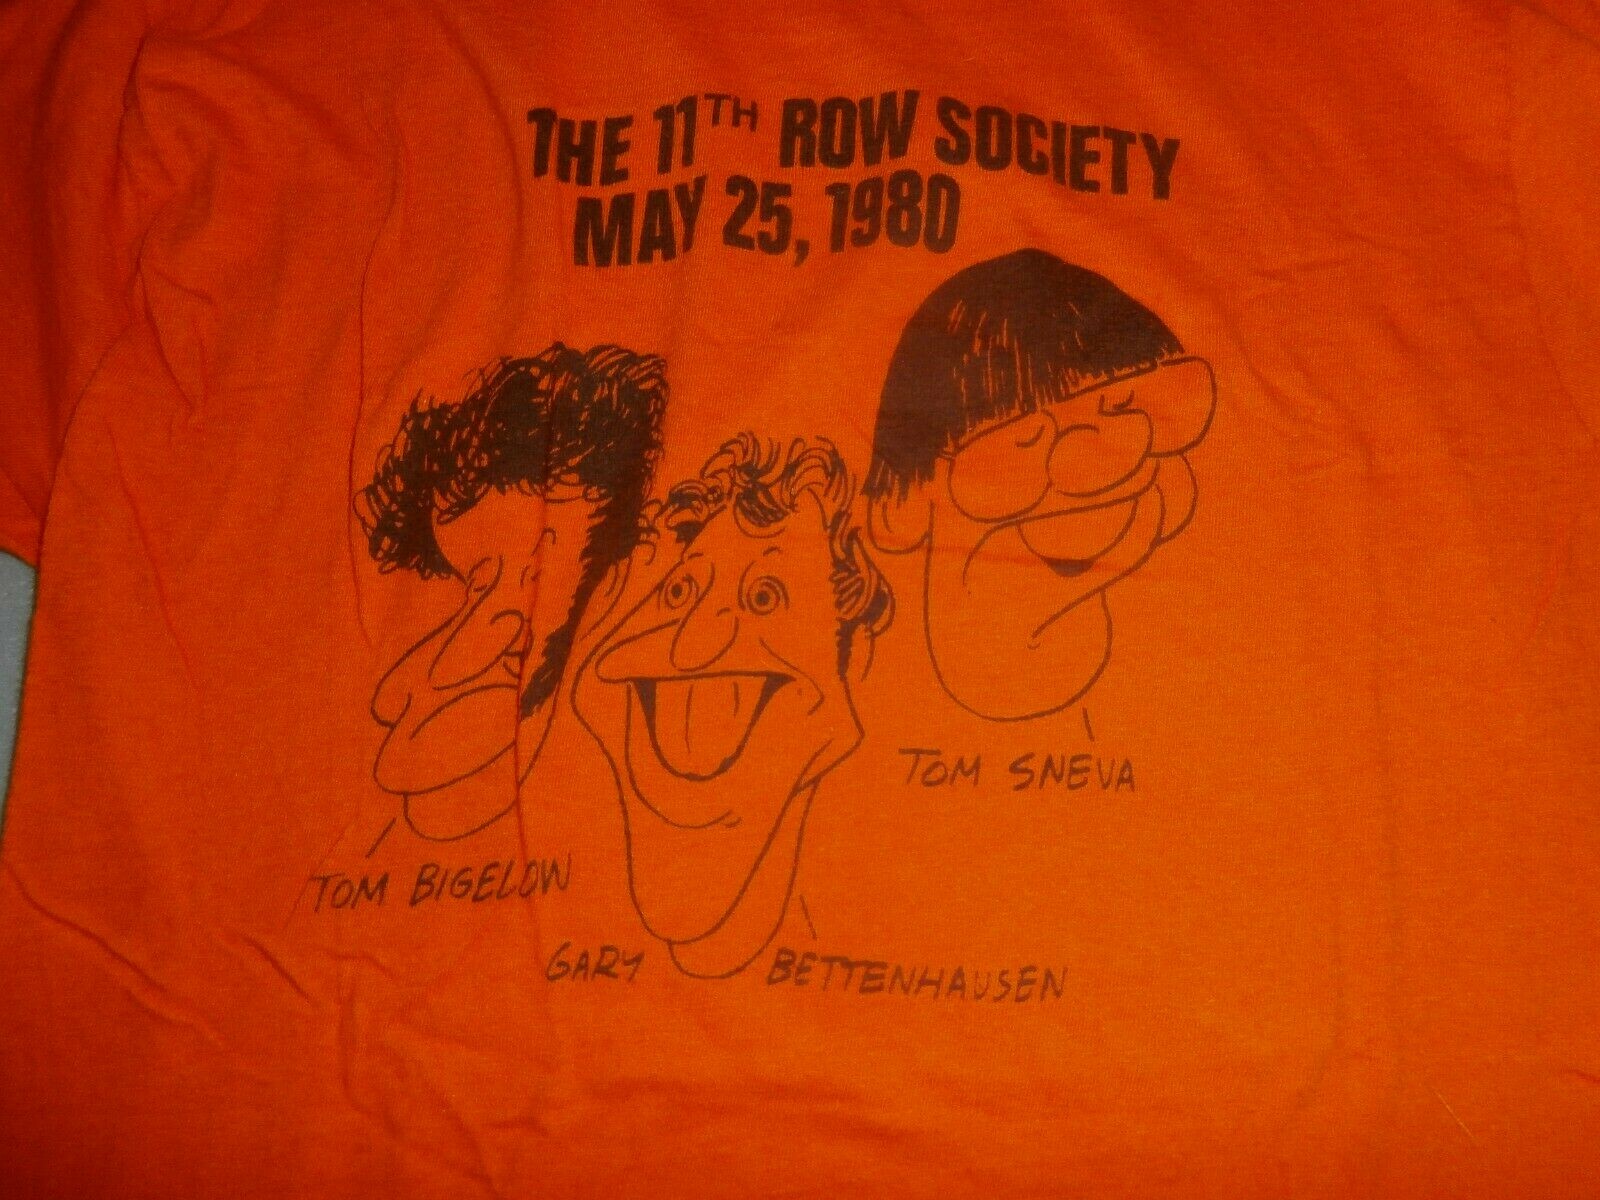 THE 11TH ROW SOCIETY
MAY 25, 1980
TOM SNEVA
TOM BIGELOW
GARY BETTENHAUSEN